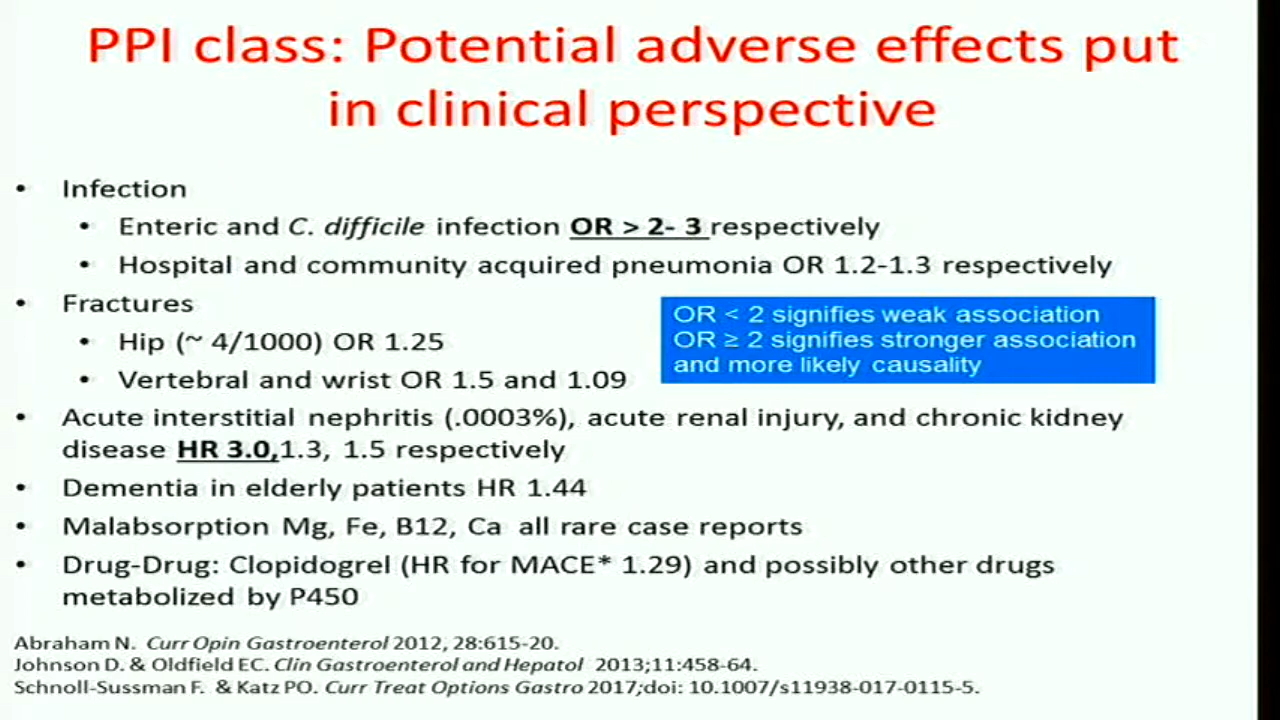 PPI class: Potential adverse effects put
in clinical perspective
• Infection
• Enteric and C. difficile infection OR > 2- 3 respectively
• Hospital and community acquired pneumonia OR 1.2-1.3 respectively
• Fractures
• Hip (~ 4/1000) OR 1.25
• Vertebral and wrist OR 1.5 and 1.09
OR < 2 signifies weak association
OR ≥ 2 signifies stronger association
and more likely causality
• Acute interstitial nephritis (.0003%), acute renal injury, and chronic kidney
disease HR 3.0,1.3, 1.5 respectively
• Dementia in elderly patients HR 1.44
• Malabsorption Mg, Fe, B12, Ca all rare case reports
• Drug-Drug: Clopidogrel (HR for MACE* 1.29) and possibly other drugs
metabolized by P450
Abraham N. Curr Opin Gastroenterol 2012, 28:615-20.
Johnson D. & Oldfield EC. Clin Gastroenterol and Hepatol 2013;11:458-64.
Schnoll-Sussman F. & Katz PO. Curr Treat Options Gastro 2017;doi: 10.1007/s11938-017-0115-5.